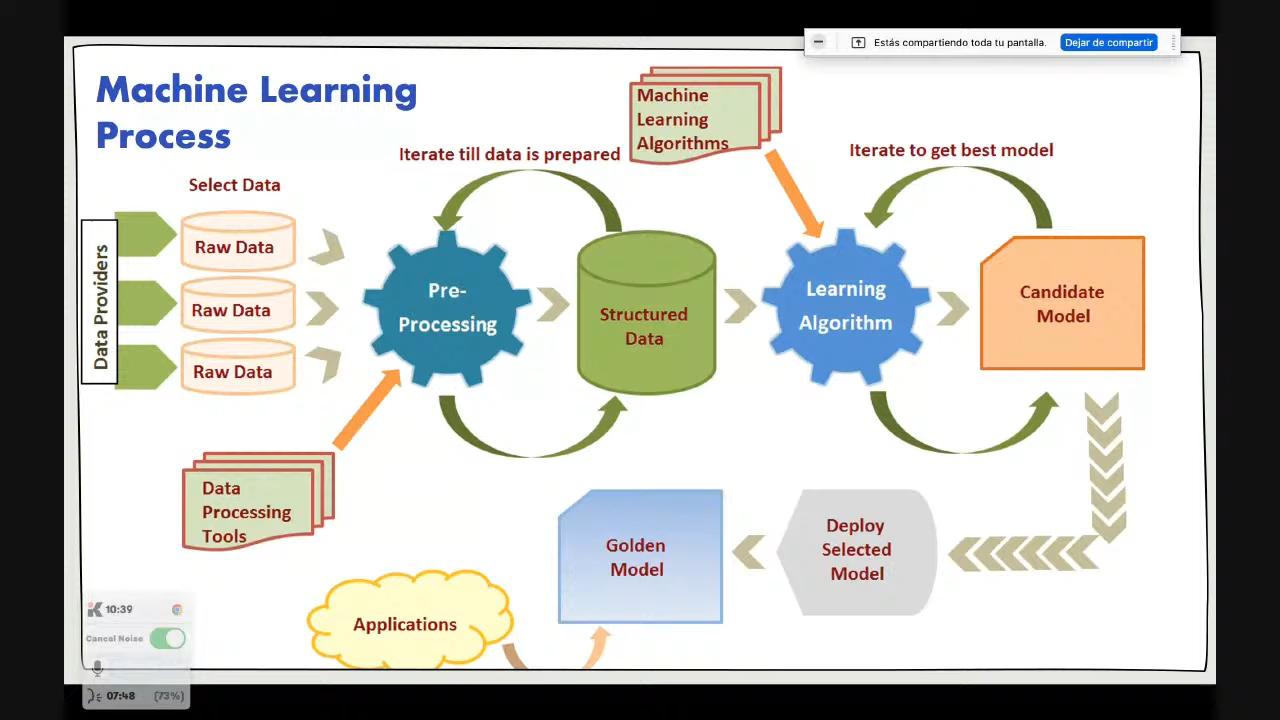 Estás compartiendo toda tu pantalla.
Dejar de compartir
Machine Learning
Process
Machine
Learning
Algorithms
Iterate till data is prepared
Iterate to get best model
Select Data
Data Providers
Raw Data
Raw Data
Raw Data
Pre-
Processing
Structured
Data
Learning
Algorithm
Candidate
Model
Data
Processing
Tools
Golden
Model
Deploy
Selected
Model
Applications
10:39
Cancel Noise
07:48 (73%)